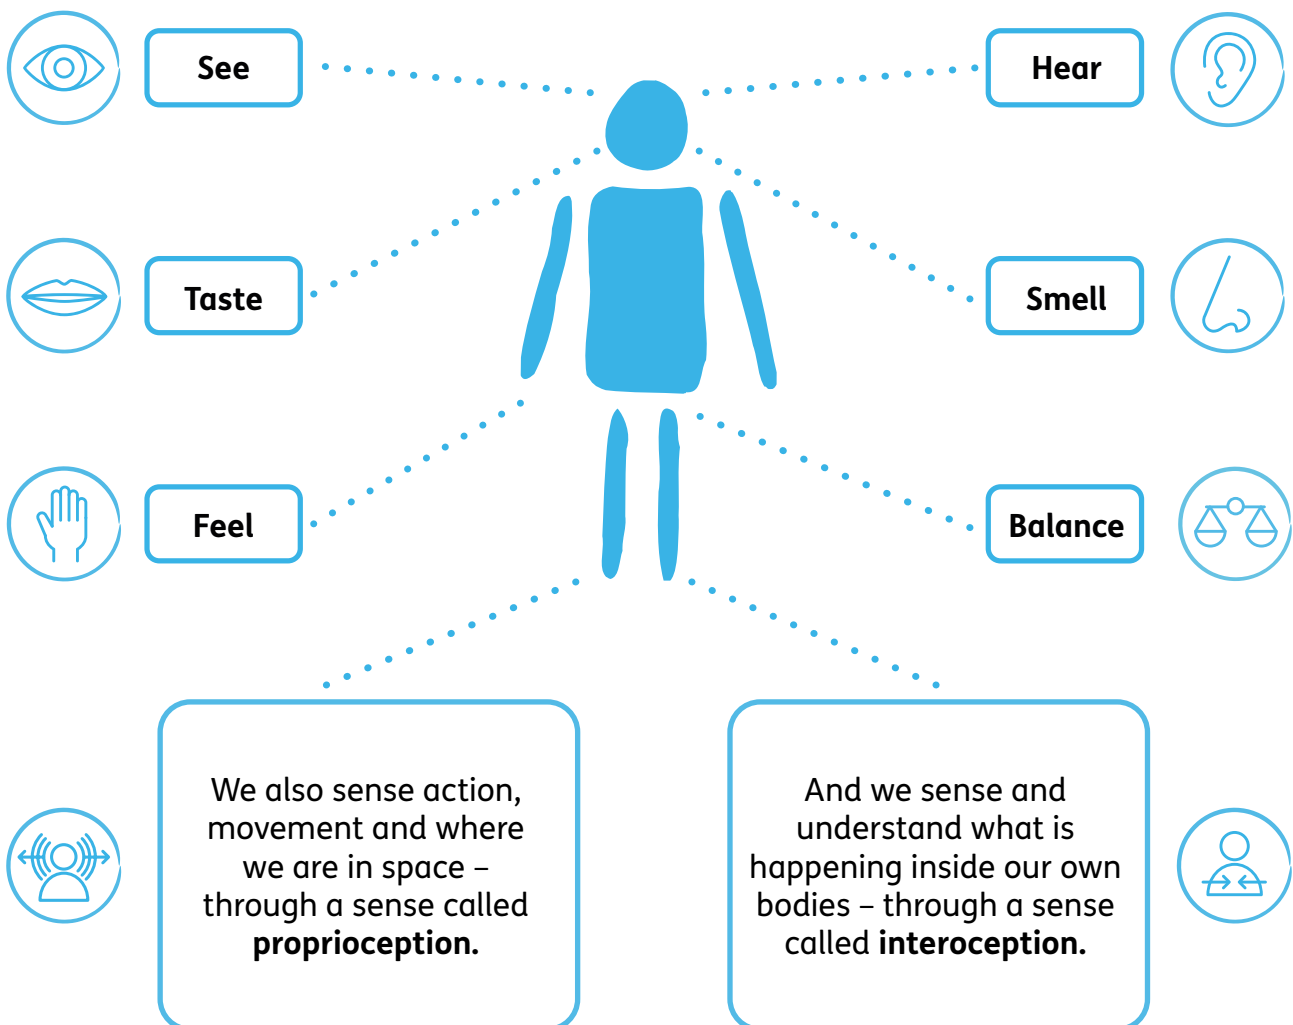 See
Hear
Taste
Smell
Feel
Balance
We also sense action,
movement and where
we are in space –
through a sense called
proprioception.
And we sense and
understand what is
happening inside our own
bodies – through a sense
called interoception.